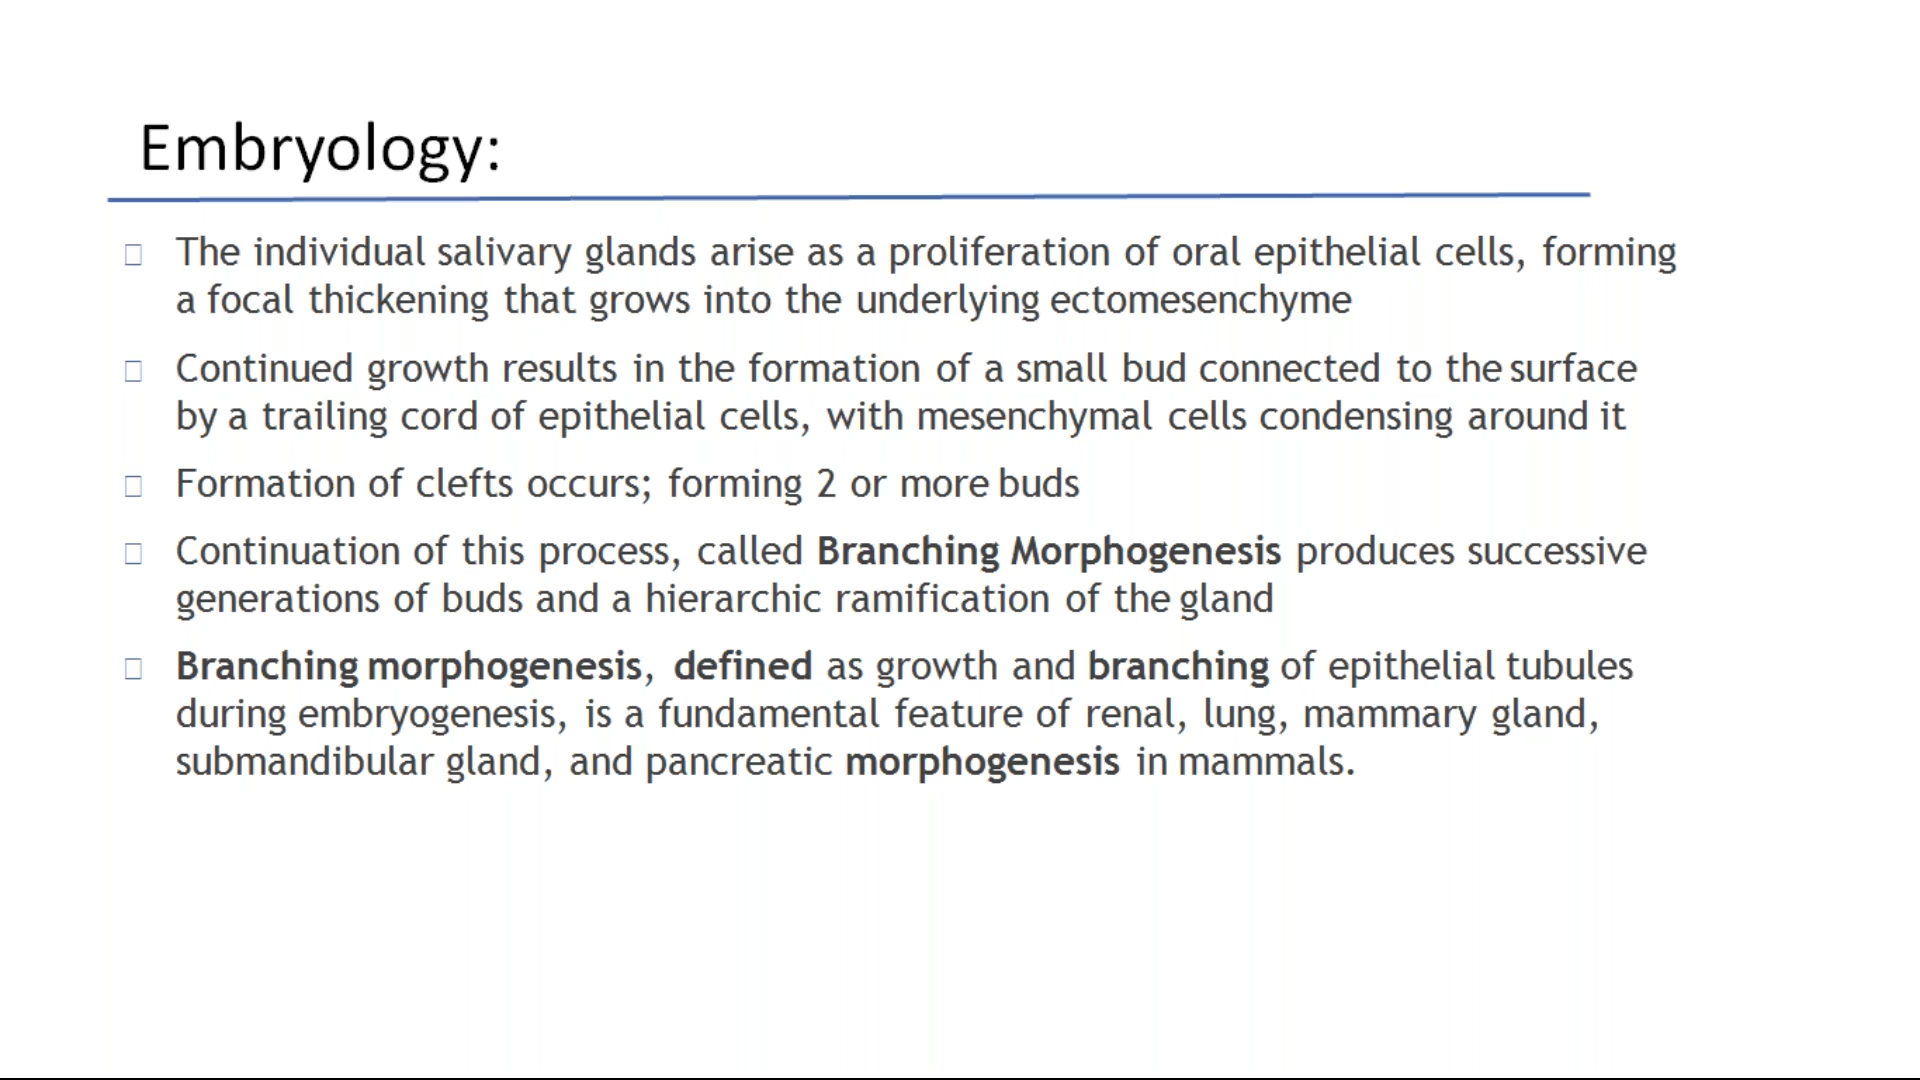 Embryology:
The individual salivary glands arise as a proliferation of oral epithelial cells, forming
a focal thickening that grows into the underlying ectomesenchyme
Continued growth results in the formation of a small bud connected to the surface
by a trailing cord of epithelial cells, with mesenchymal cells condensing around it
Formation of clefts occurs; forming 2 or more buds
Continuation of this process, called Branching Morphogenesis produces successive
generations of buds and a hierarchic ramification of the gland
Branching morphogenesis, defined as growth and branching of epithelial tubules
during embryogenesis, is a fundamental feature of renal, lung, mammary gland,
submandibular gland, and pancreatic morphogenesis in mammals.